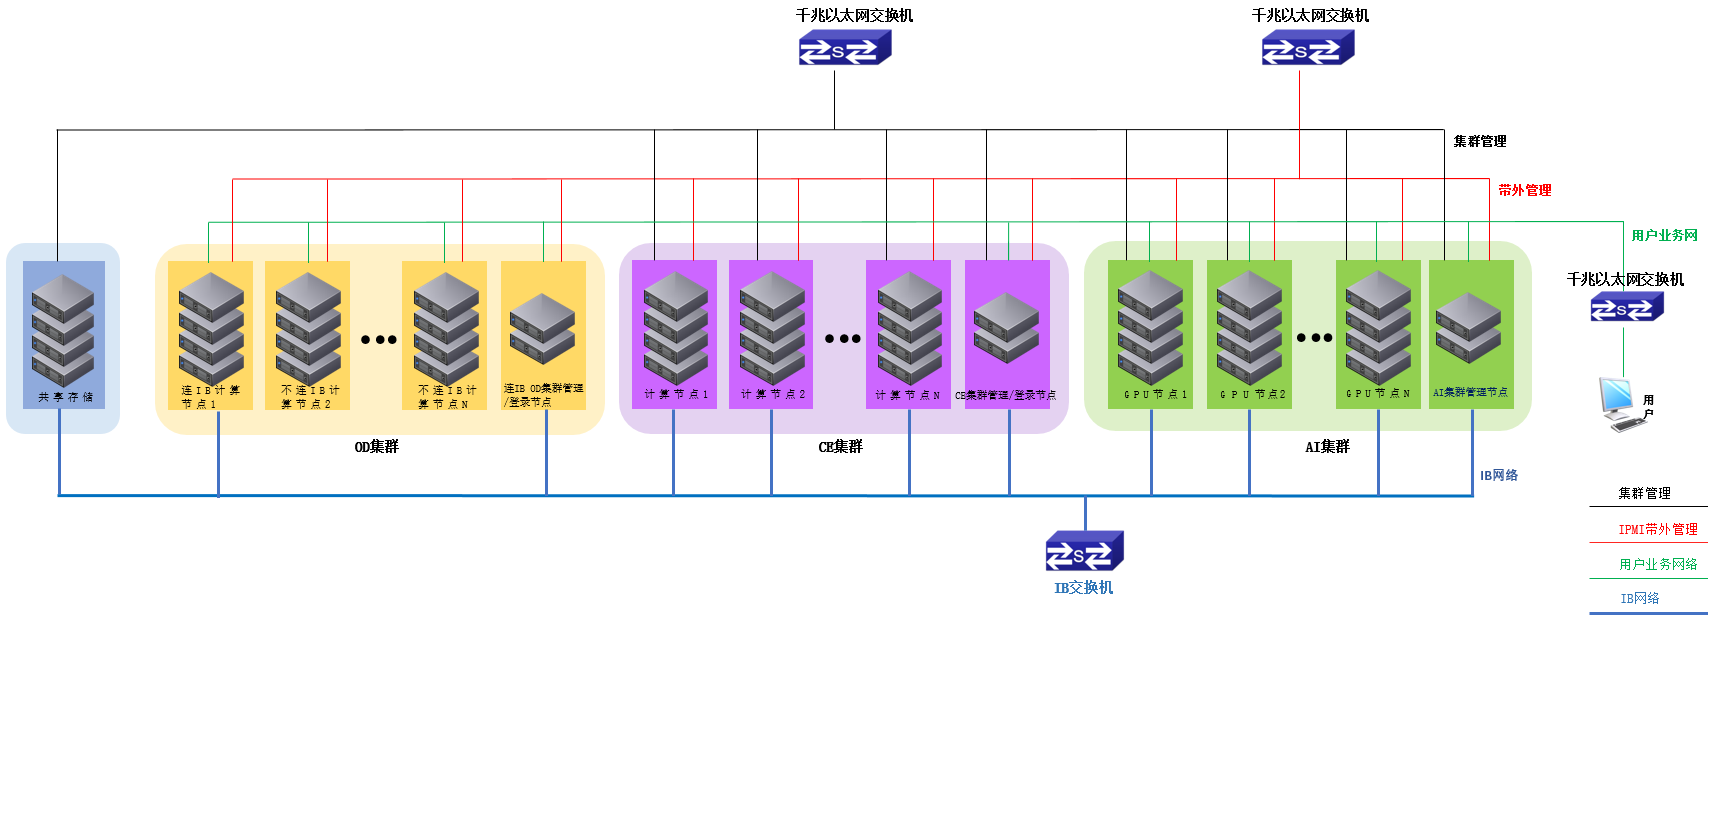 千兆以太网交换机
千兆以太网交换机
S
S
集群管理
带外管理
用户业务网
千兆以太网交换机
S
用
户
共享存储
连IB计算
节点1
不连IB计
算节点2
不连IB计
算节点N
连IB OD集群管理
/登录节点
OD集群
计算节点1
计算节点2
计算节点N
CE集群管理/登录节点
CE集群
GPU节点1
GPU节点2
GPU节点N
AI集群管理节点
AI集群
IB网络
S
IB交换机
集群管理
IPMI带外管理
用户业务网络
IB网络